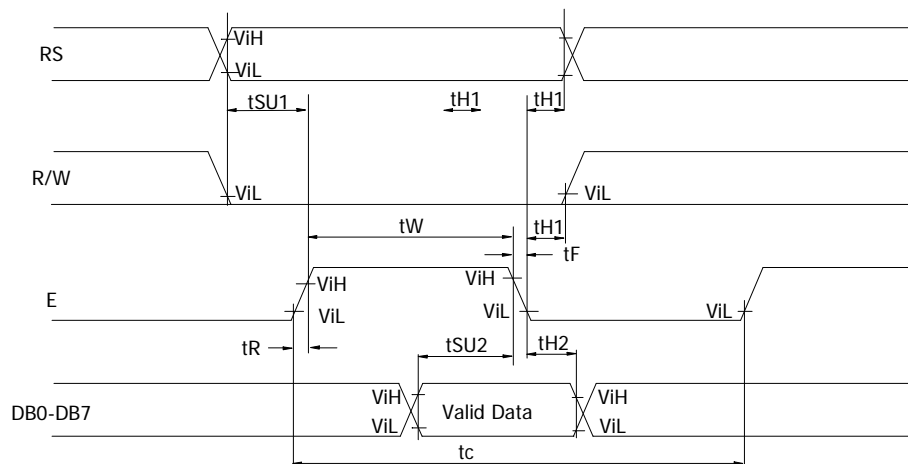 RS
ViH
ViL
tSU1
tH1
tH1
R/W
ViL
ViL
tW
tH1
tF
E
ViH
ViH
ViL
ViL
ViL
tR
tSU2
tH2
DB0-DB7
ViH
ViL
Valid Data
ViH
ViL
tc